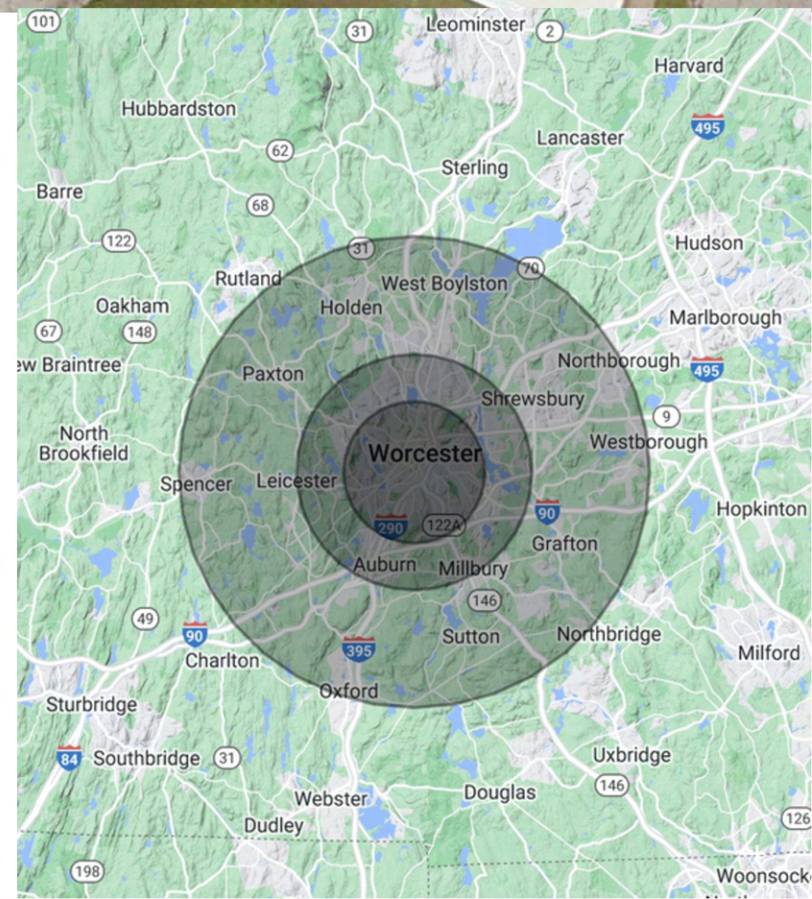 101
31
Leominster
2
Harvard
Hubbardston
495
Lancaster
62
Sterling
Barre
68
122
31
Hudson
70
Rutland
West Boylston
Oakham
Holden
Marlborough
67
148
Northborough
ew Braintree
Paxton
495
Shrewsbury
9
North
Brookfield
Westborough
Worcester
Spencer
Leicester
Hopkinton
90
290
122A
Grafton
Auburn
Millbury
146
49
90
Sutton
Northbridge
395
Milford
Charlton
Oxford
Sturbridge
84
Southbridge
31
Uxbridge
146
Webster
Douglas
126
Dudley
198
Woonsock